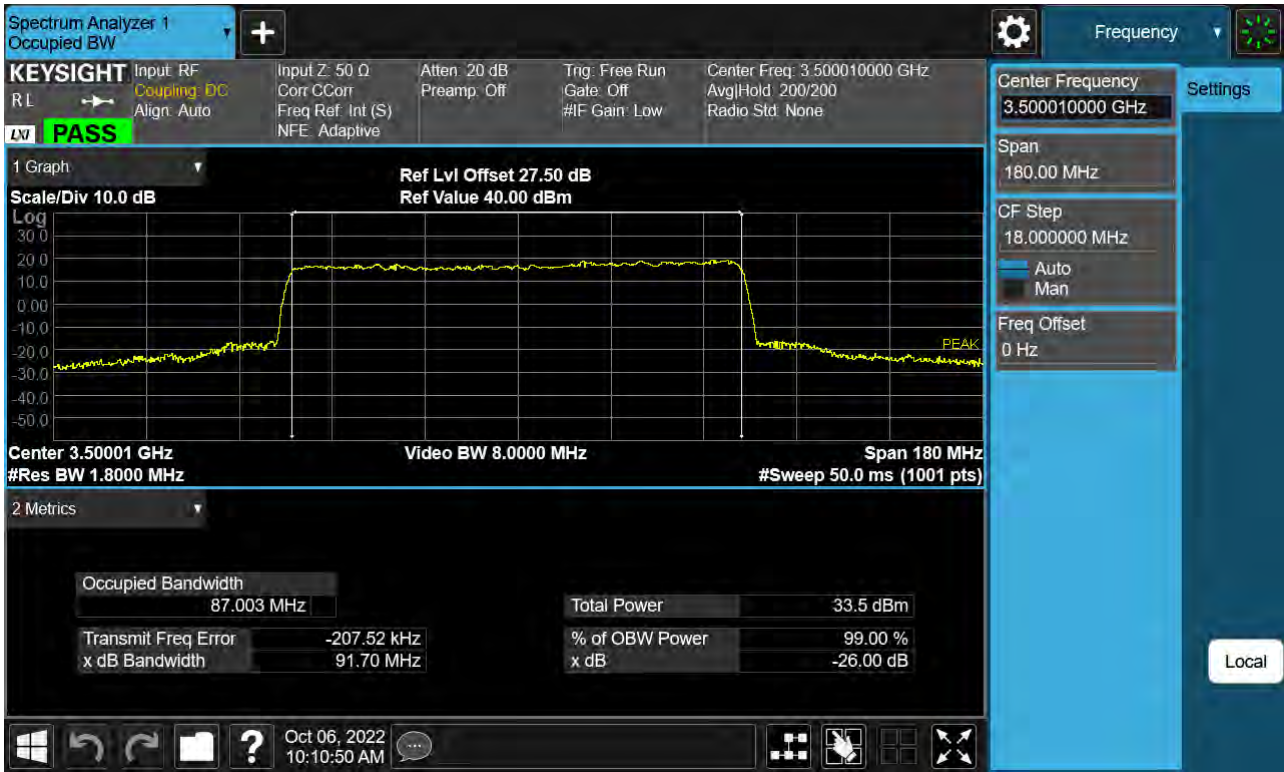 Spectrum Analyzer 1
Occupied BW
Frequency
KEYSIGHT
R L
LXI
PASS
Input: RF
Coupling: DC
Align: Auto
Input Z: 50 Ω
Corr CCorr
Freq Ref: Int (S)
NFE: Adaptive
Atten: 20 dB
Preamp: Off
Trig: Free Run
Gate: Off
#IF Gain: Low
Center Freq: 3.500010000 GHz
Avg|Hold: 200/200
Radio Std: None
Center Frequency
3.500010000 GHz
Settings
Span
180.00 MHz
CF Step
18.000000 MHz
Auto
Man
Freq Offset
0 Hz
Local
1 Graph
Scale/Div 10.0 dB
Ref Lvl Offset 27.50 dB
Ref Value 40.00 dBm
Log
30.0
20.0
10.0
0.00
-10.0
-20.0
-30.0
-40.0
-50.0
PEAK
Center 3.50001 GHz
#Res BW 1.8000 MHz
Video BW 8.0000 MHz
Span 180 MHz
#Sweep 50.0 ms (1001 pts)
2 Metrics
Occupied Bandwidth
87.003 MHz
Transmit Freq Error -207.52 kHz
x dB Bandwidth 91.70 MHz
Total Power 33.5 dBm
% of OBW Power 99.00 %
x dB -26.00 dB
?
Oct 06, 2022
10:10:50 AM